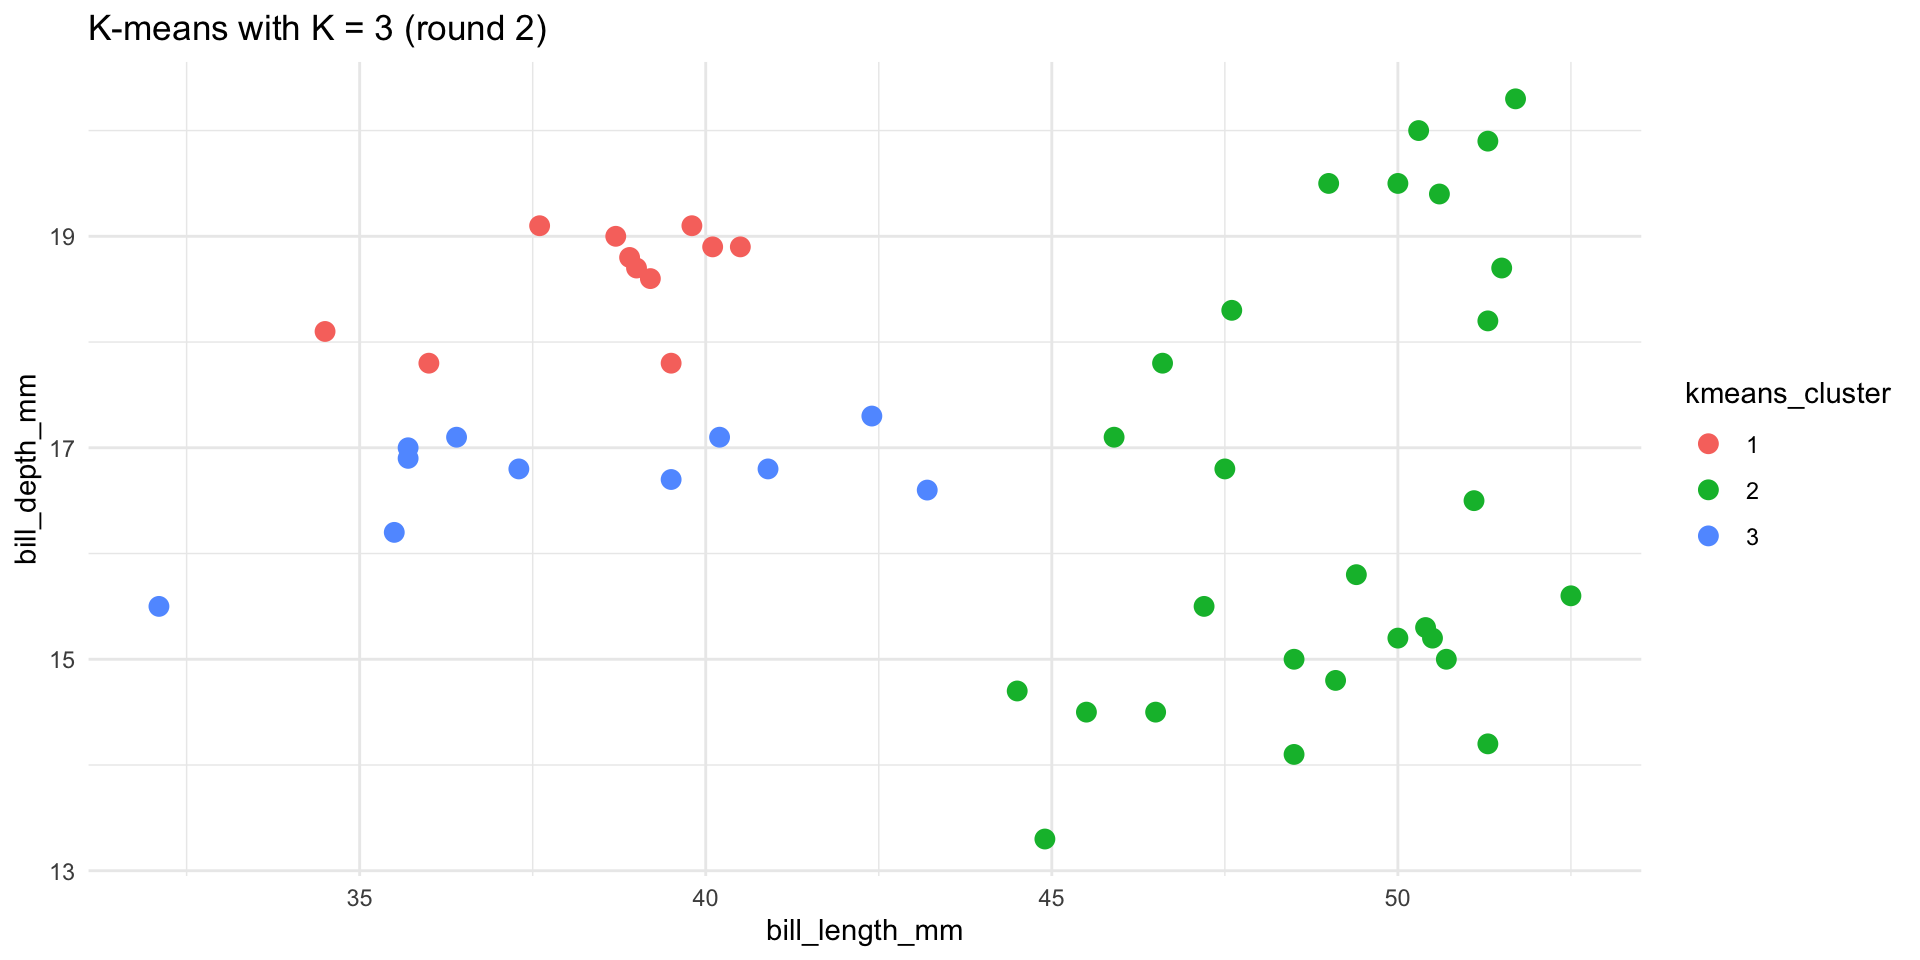 K-means with K = 3 (round 2)
19
17
15
13
bill_depth_mm
35 40 45 50
bill_length_mm
kmeans_cluster
1
2
3